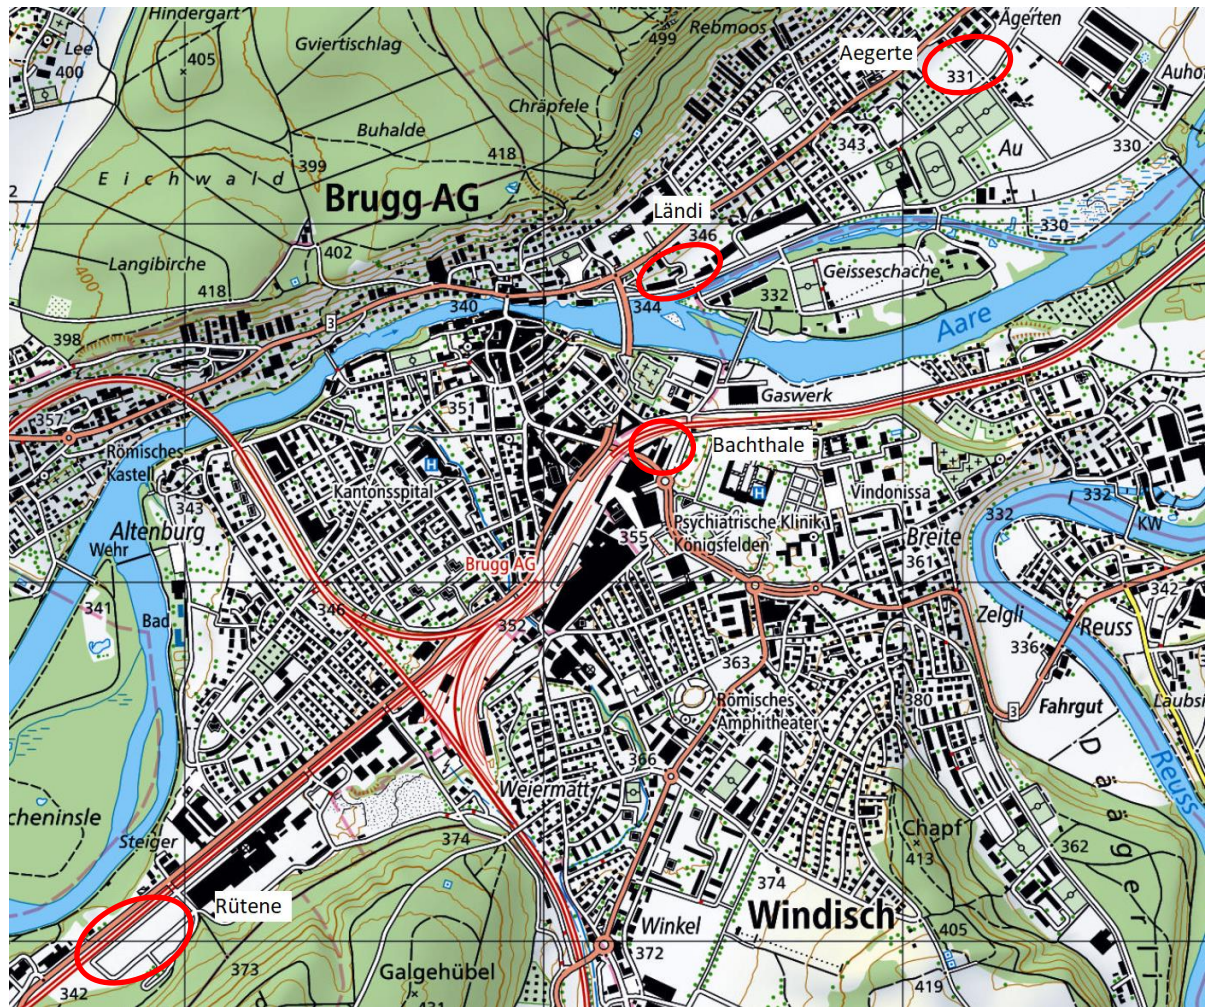 Hindergart
Lee
400
405
Gviertischlag
499
Rebmoos
Ägerten
Aegerte
331
Auhof
Chräpfele
Buhalde
418
399
Eichwald
Brugg AG
343
Au
330
Ländi
346
330
402
Langibirche
418
400
Geisseschache
332
340
344
3
398
Aare
Gaswerk
357
351
Bachthale
Römisches
Kastell
H
Kantonsspital
H
Vindonissa
332
332
KW
343
Altenburg
Psychiatrische Klinik
Königsfelden
355
Breite
361
Wehr
Brugg AG
341
Bad
346
342
352
Zelgli
Reuss
336
363
Römisches
Amphitheater
380
3
Fahrgut
366
Weiermatt
Reuss
cheninsle
Steiger
374
Chapf
413
362
Dägerli
Rütene
374
Windisch
Winkel
405
372
373
342
Galgehübel
419